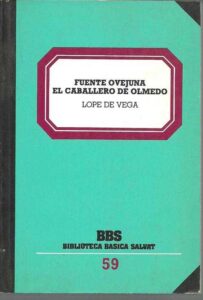 FUENTE OVEJUNA
EL CABALLERO DE OLMEDO
LOPE DE VEGA
BBS
BIBLIOTECA BASICA SALVAT
59